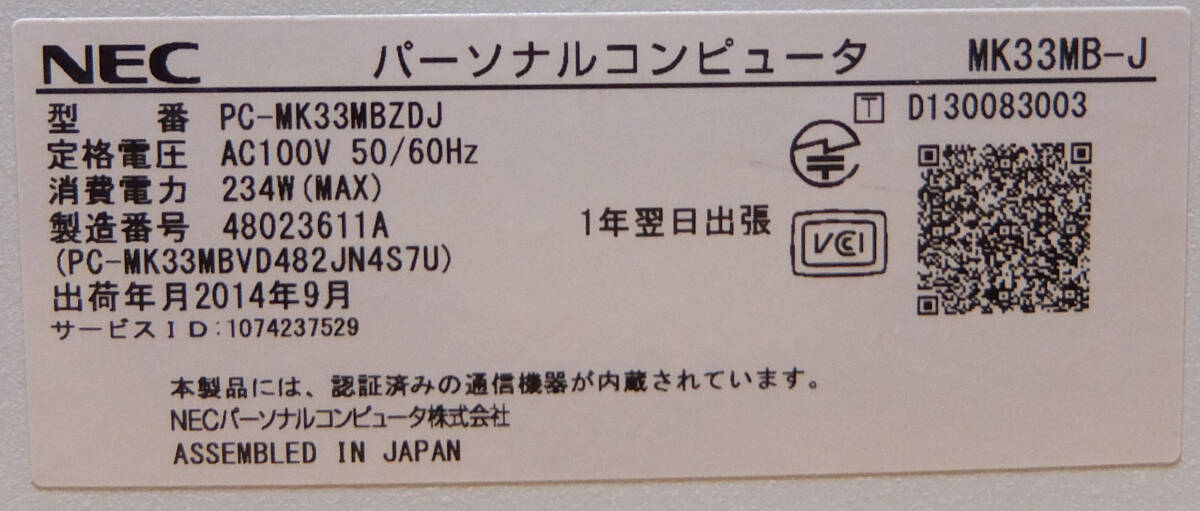 NEC パーソナルコンピュータ MK33MB-J
型番 PC-MK33MBZDJ
T D130083003
定格電圧 AC100V 50/60Hz
消費電力 234W(MAX)
製造番号 48023611A
1年翌日出張
VCCI
(PC-MK33MBVD482JN4S7U)
出荷年月2014年9月
サービスID:1074237529
本製品には、認証済みの通信機器が内蔵されています。
NECパーソナルコンピュータ株式会社
ASSEMBLED IN JAPAN